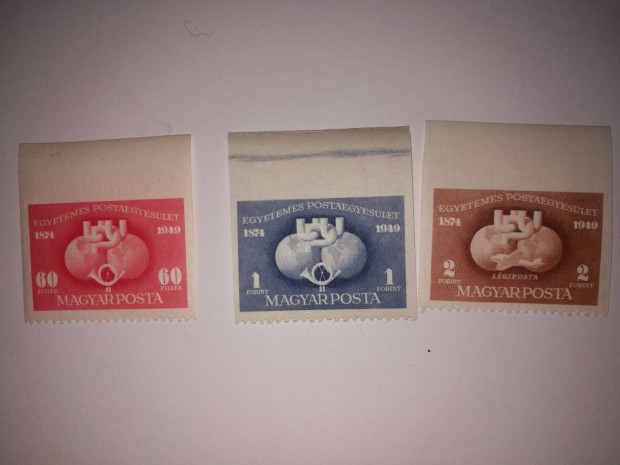 EGYETEMES POSTAEGYESÜLET
1874 1949
60 60
FILLÉR FILLÉR
MAGYAR POSTA
EGYETEMES POSTAEGYESÜLET
1874 1949
1 1
FORINT FORINT
MAGYAR POSTA
EGYETEMES POSTAEGYESÜLET
1874 1949
2 2
FORINT LÉGIPOSTA FORINT
MAGYAR POSTA